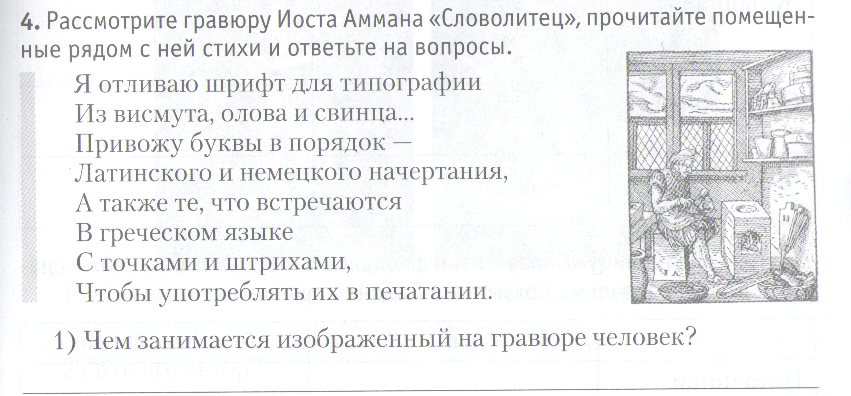 4. Рассмотрите гравюру Иоста Аммана «Словолитец», прочитайте помещен-
ные рядом с ней стихи и ответьте на вопросы.
Я отливаю шрифт для типографии
Из висмута, олова и свинца...
Привожу буквы в порядок —
Латинского и немецкого начертания,
А также те, что встречаются
В греческом языке
С точками и штрихами,
Чтобы употреблять их в печатании.
1) Чем занимается изображенный на гравюре человек?